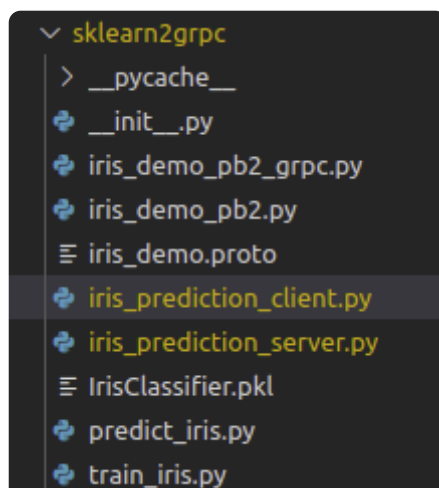 sklearn2grpc
__pycache__
__init__.py
iris_demo_pb2_grpc.py
iris_demo_pb2.py
iris_demo.proto
iris_prediction_client.py
iris_prediction_server.py
IrisClassifier.pkl
predict_iris.py
train_iris.py